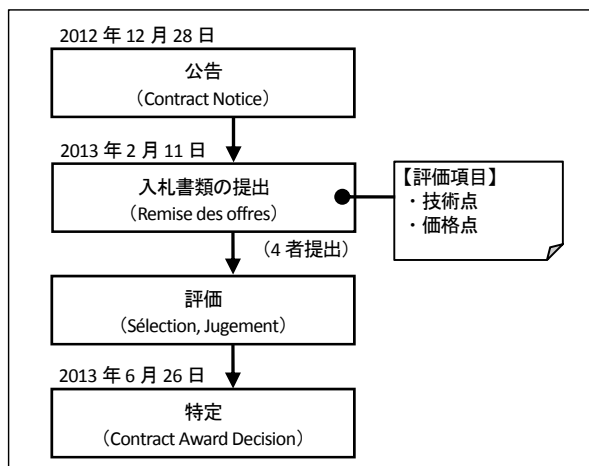 2012 年 12 月 28 日
公告
（Contract Notice）
2013 年 2 月 11 日
入札書類の提出
（Remise des offres）
【評価項目】
・技術点
・価格点
（4 者提出）
評価
（Sélection, Jugement）
2013 年 6 月 26 日
特定
（Contract Award Decision）